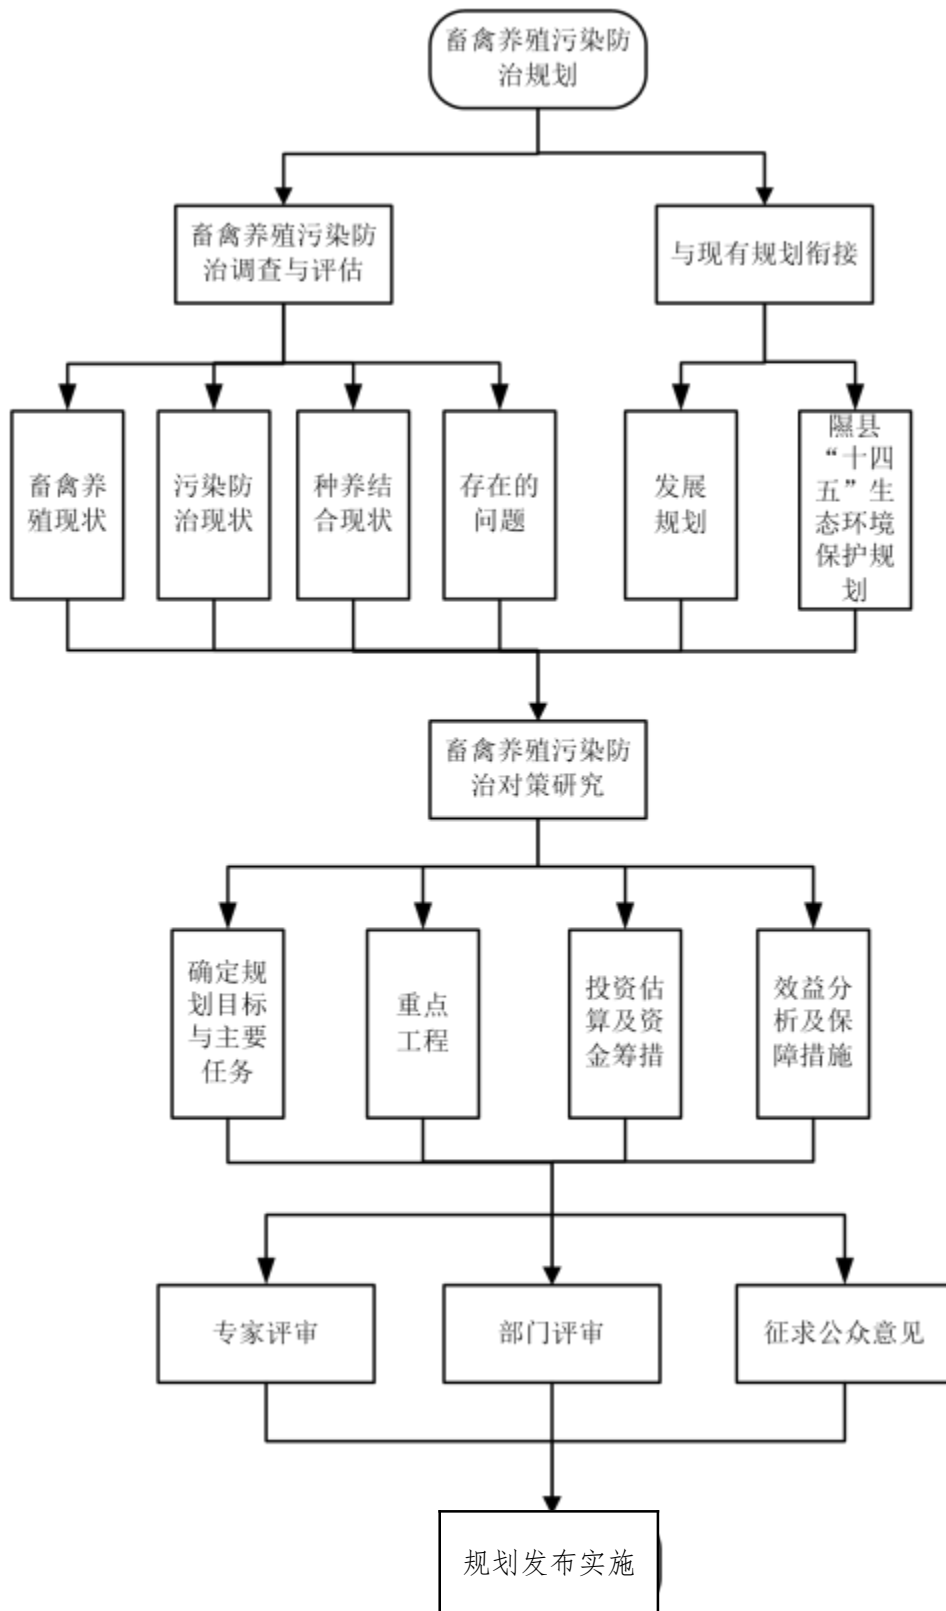 畜禽养殖污染防
治规划
畜禽养殖污染防
治调查与评估
与现有规划衔接
畜禽养
殖现状
污染防
治现状
种养结
合现状
存在的
问题
发展
规划
隰县
“十四
五”生
态环境
保护规
划
畜禽养殖污染防
治对策研究
确定规
划目标
与主要
任务
重点
工程
投资估
算及资
金筹措
效益分
析及保
障措施
专家评审
部门评审
征求公众意见
规划发布实施